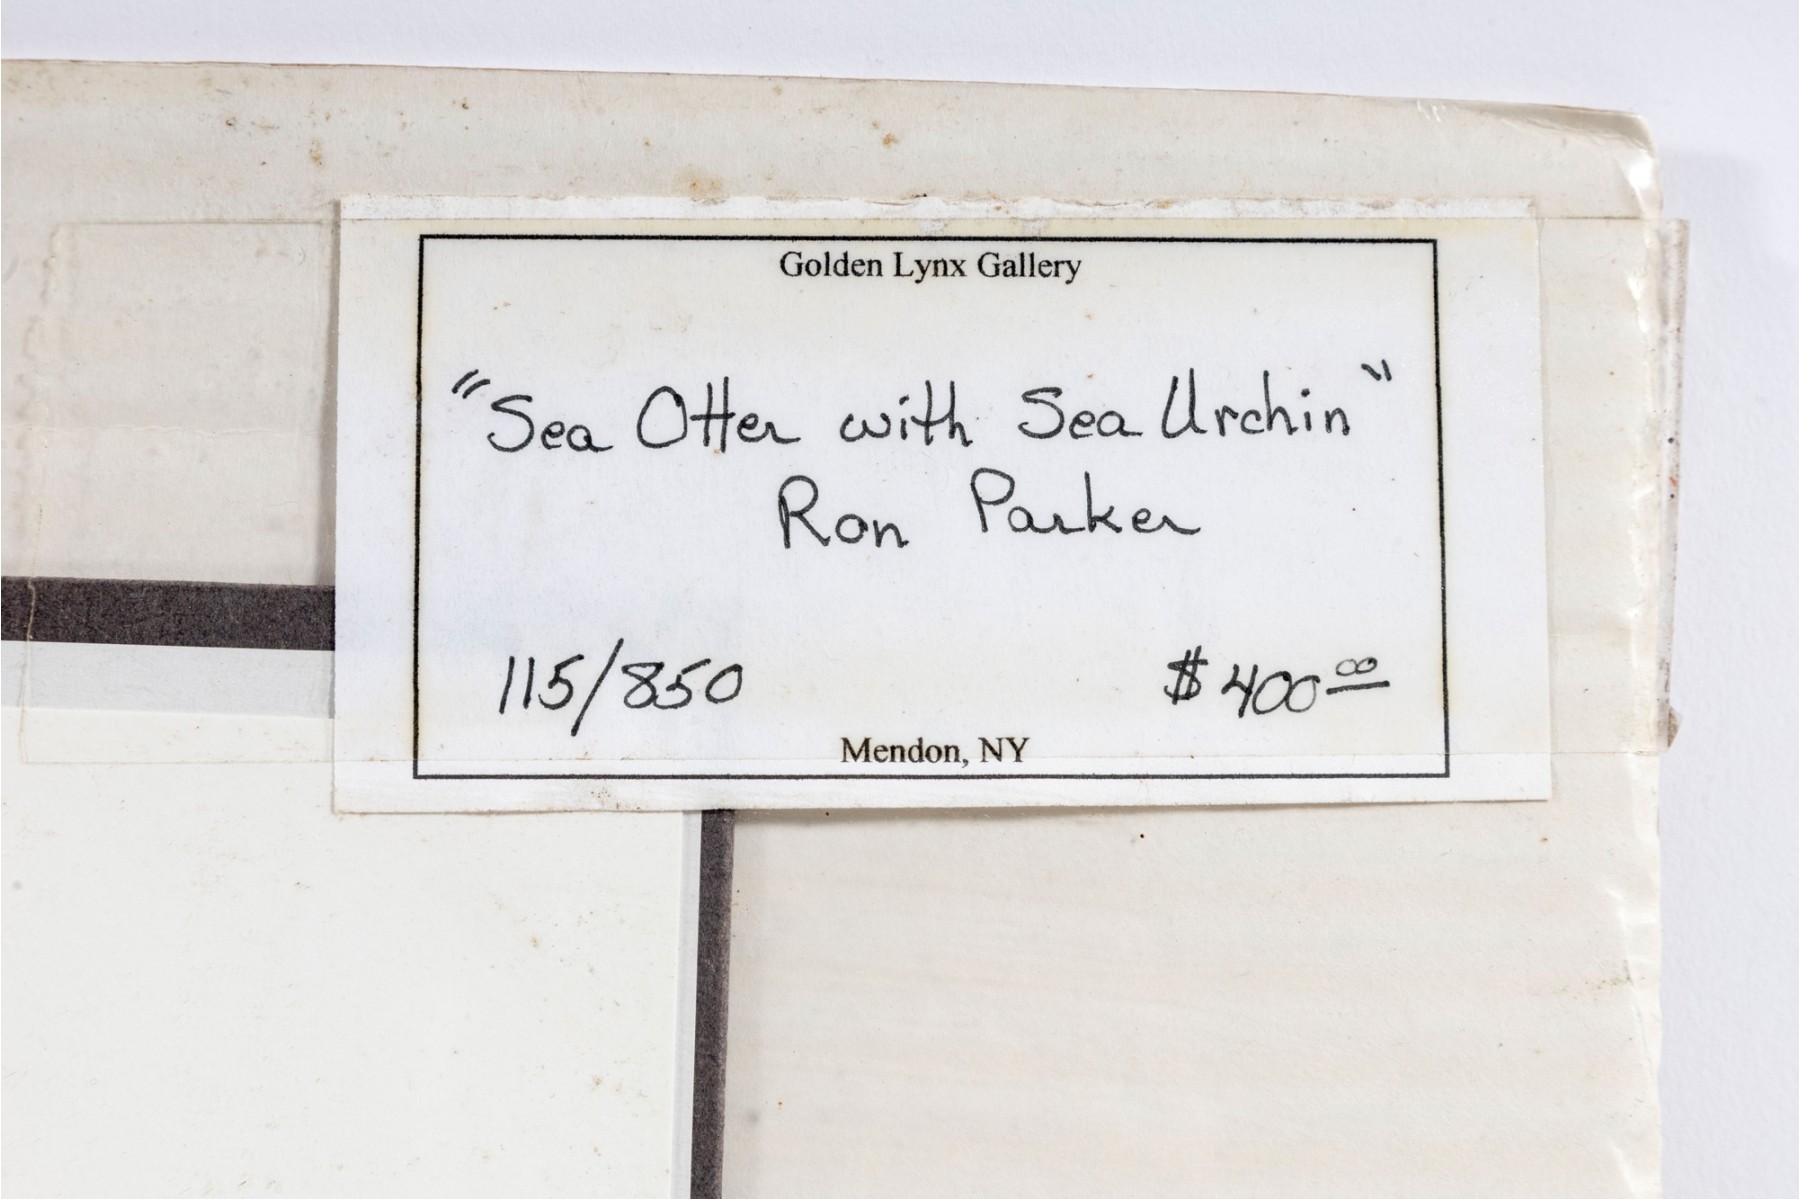 Golden Lynx Gallery
"Sea Otter with Sea Urchin"
Ron Parker
115/850 $400.00
Mendon, NY